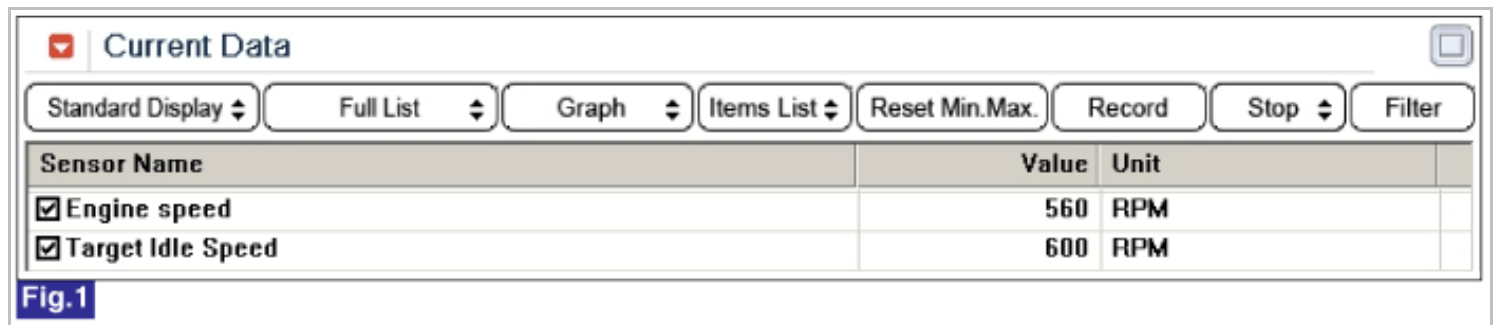 Current Data
Standard Display Full List Graph Items List Reset Min.Max. Record Stop Filter
Sensor Name Value Unit
Engine speed 560 RPM
Target Idle Speed 600 RPM
Fig.1